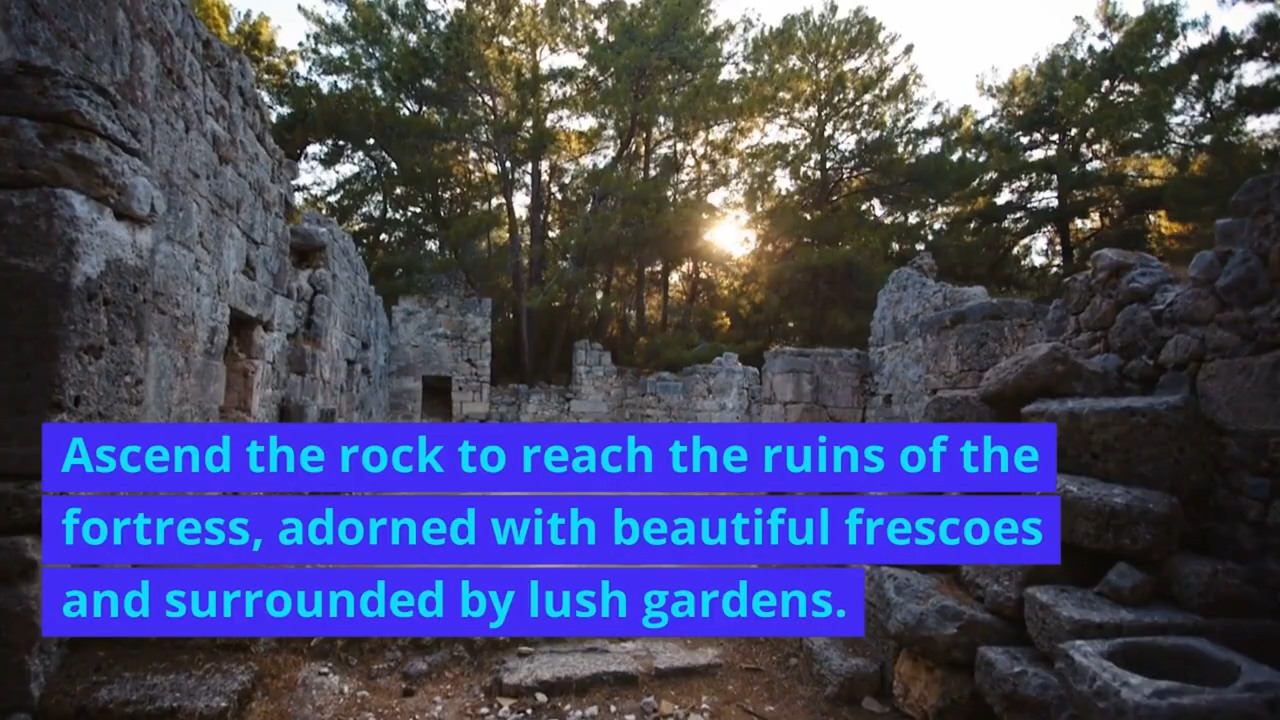 Ascend the rock to reach the ruins of the
fortress, adorned with beautiful frescoes
and surrounded by lush gardens.